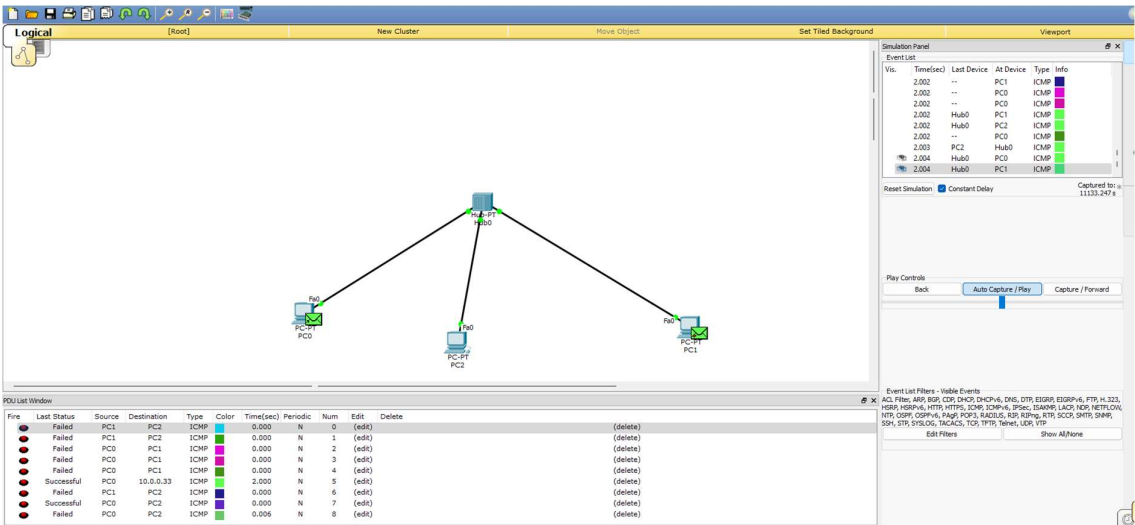 Logical [Root] New Cluster Move Object Set Tiled Background Viewport
Simulation Panel
Event List
Vis. Time(sec) Last Device At Device Type Info
2.002 -- PC1 ICMP
2.002 -- PC0 ICMP
2.002 -- PC0 ICMP
2.002 Hub0 PC1 ICMP
2.002 Hub0 PC2 ICMP
2.002 -- PC0 ICMP
2.003 PC2 Hub0 ICMP
2.004 Hub0 PC0 ICMP
2.004 Hub0 PC1 ICMP
Reset Simulation Constant Delay Captured to:
11133.247 s
Hub-PT
Hub0
Fa0
PC-PT
PC0
Fa0
PC-PT
PC2
Fa0
PC-PT
PC1
Play Controls
Back Auto Capture / Play Capture / Forward
Event List Filters - Visible Events
ACL Filter, ARP, BGP, CDP, DHCP, DHCPv6, DNS, DTP, EIGRP, EIGRPv6, FTP, H.323,
HSRP, HSRPv6, HTTP, HTTPS, ICMP, ICMPv6, IPSec, ISAKMP, LACP, NDP, NETFLOW,
NTP, OSPF, OSPFv6, PAgP, POP3, RADIUS, RIP, RIPng, RTP, SCCP, SMTP, SNMP,
SSH, STP, SYSLOG, TACACS, TCP, TFTP, Telnet, UDP, VTP
Edit Filters Show All/None
PDU List Window
Fire Last Status Source Destination Type Color Time(sec) Periodic Num Edit Delete
Failed PC1 PC2 ICMP 0.000 N 0 (edit) (delete)
Failed PC1 PC2 ICMP 0.000 N 1 (edit) (delete)
Failed PC0 PC1 ICMP 0.000 N 2 (edit) (delete)
Failed PC0 PC1 ICMP 0.000 N 3 (edit) (delete)
Failed PC0 PC1 ICMP 0.000 N 4 (edit) (delete)
Successful PC0 10.0.0.33 ICMP 2.000 N 5 (edit) (delete)
Failed PC1 PC2 ICMP 0.000 N 6 (edit) (delete)
Successful PC0 PC2 ICMP 0.000 N 7 (edit) (delete)
Failed PC0 PC2 ICMP 0.006 N 8 (edit) (delete)